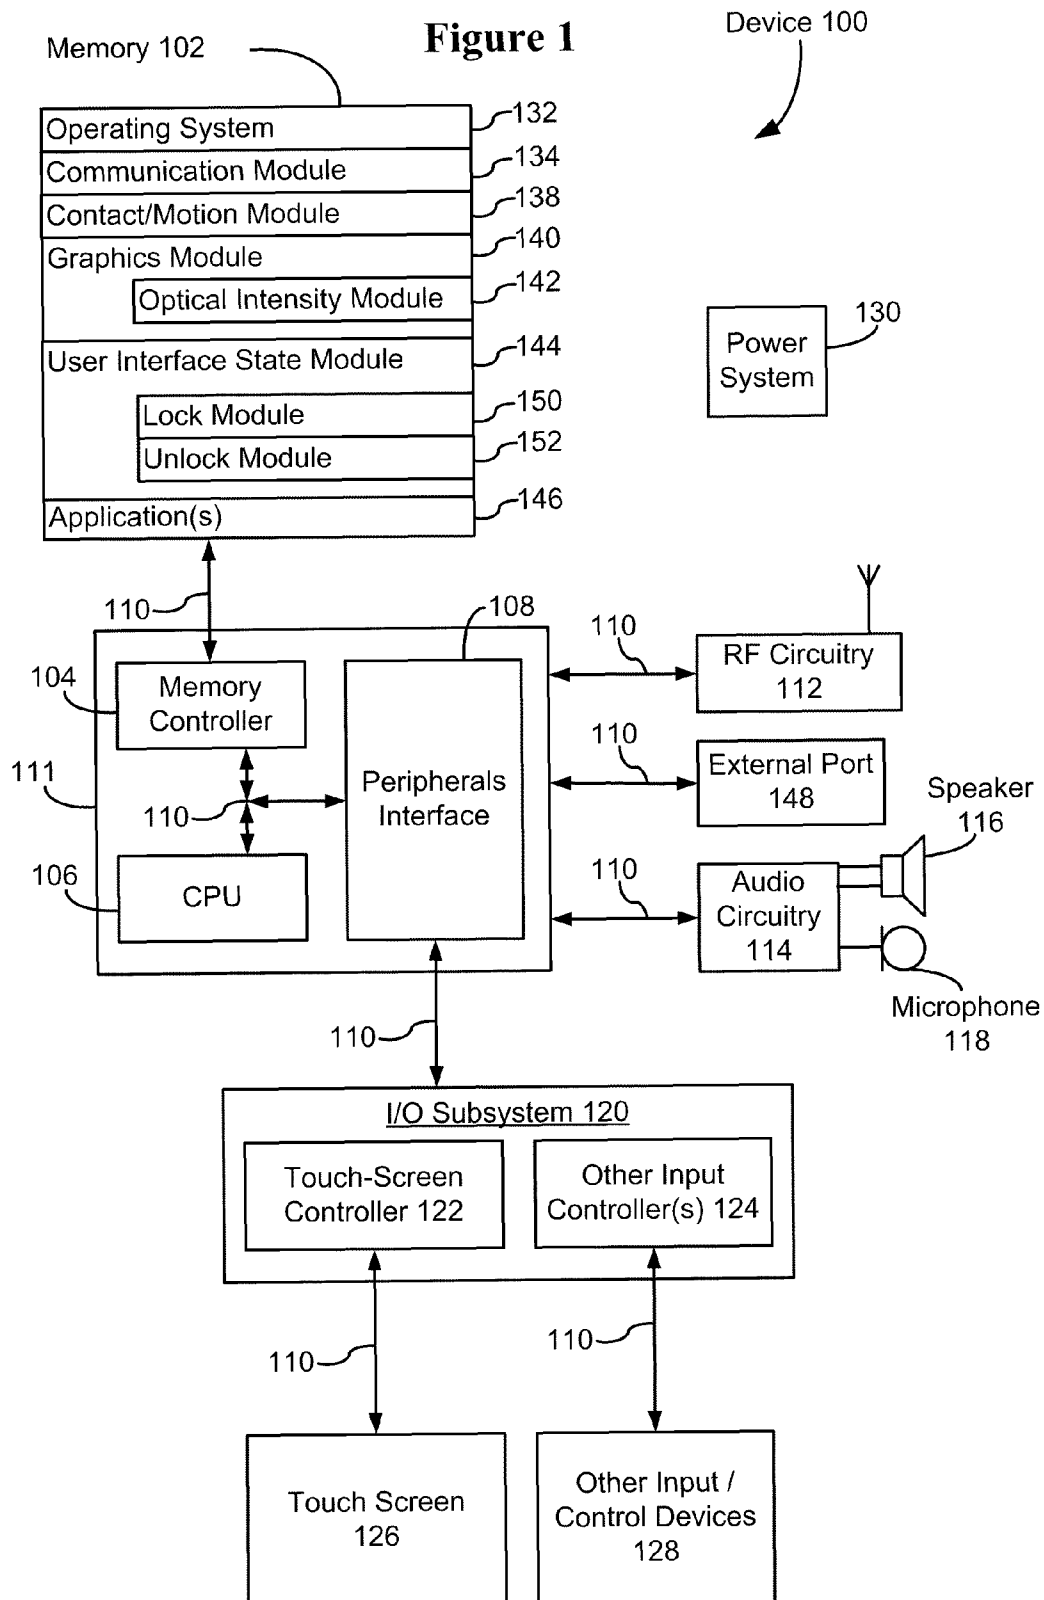 Figure 1
Device 100
Memory 102
Operating System
132
Communication Module
134
Contact/Motion Module
138
Graphics Module
140
Optical Intensity Module
142
User Interface State Module
144
Lock Module
150
Unlock Module
152
Application(s)
146
Power
System
130
110
108
104
Memory
Controller
111
110
106
CPU
Peripherals
Interface
110
RF Circuitry
112
110
External Port
148
110
Audio
Circuitry
114
Speaker
116
Microphone
118
110
I/O Subsystem 120
Touch-Screen
Controller 122
Other Input
Controller(s) 124
110
110
Touch Screen
126
Other Input /
Control Devices
128